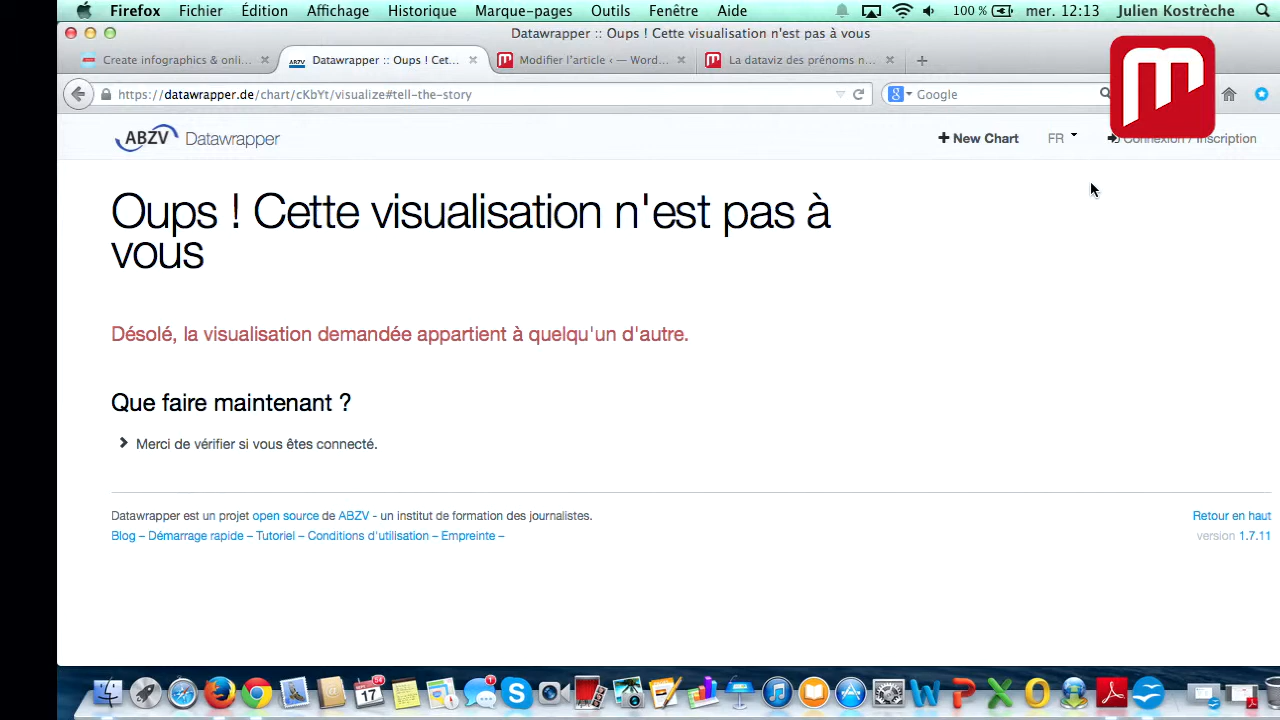 Firefox Fichier Édition Affichage Historique Marque-pages Outils Fenêtre Aide 100 % mer. 12:13 Julien Kostrèche
Datawrapper :: Oups ! Cette visualisation n'est pas à vous
Create infographics & onli... Datawrapper :: Oups ! Cet... Modifier l'article ‹ — Word... La dataviz des prénoms n...
https://datawrapper.de/chart/cKbYt/visualize#tell-the-story Google
ABZV Datawrapper New Chart FR Connexion / Inscription
Oups ! Cette visualisation n'est pas à
vous
Désolé, la visualisation demandée appartient à quelqu'un d'autre.
Que faire maintenant ?
Merci de vérifier si vous êtes connecté.
Datawrapper est un projet open source de ABZV - un institut de formation des journalistes. Retour en haut
Blog – Démarrage rapide – Tutoriel – Conditions d'utilisation – Empreinte – version 1.7.11
17